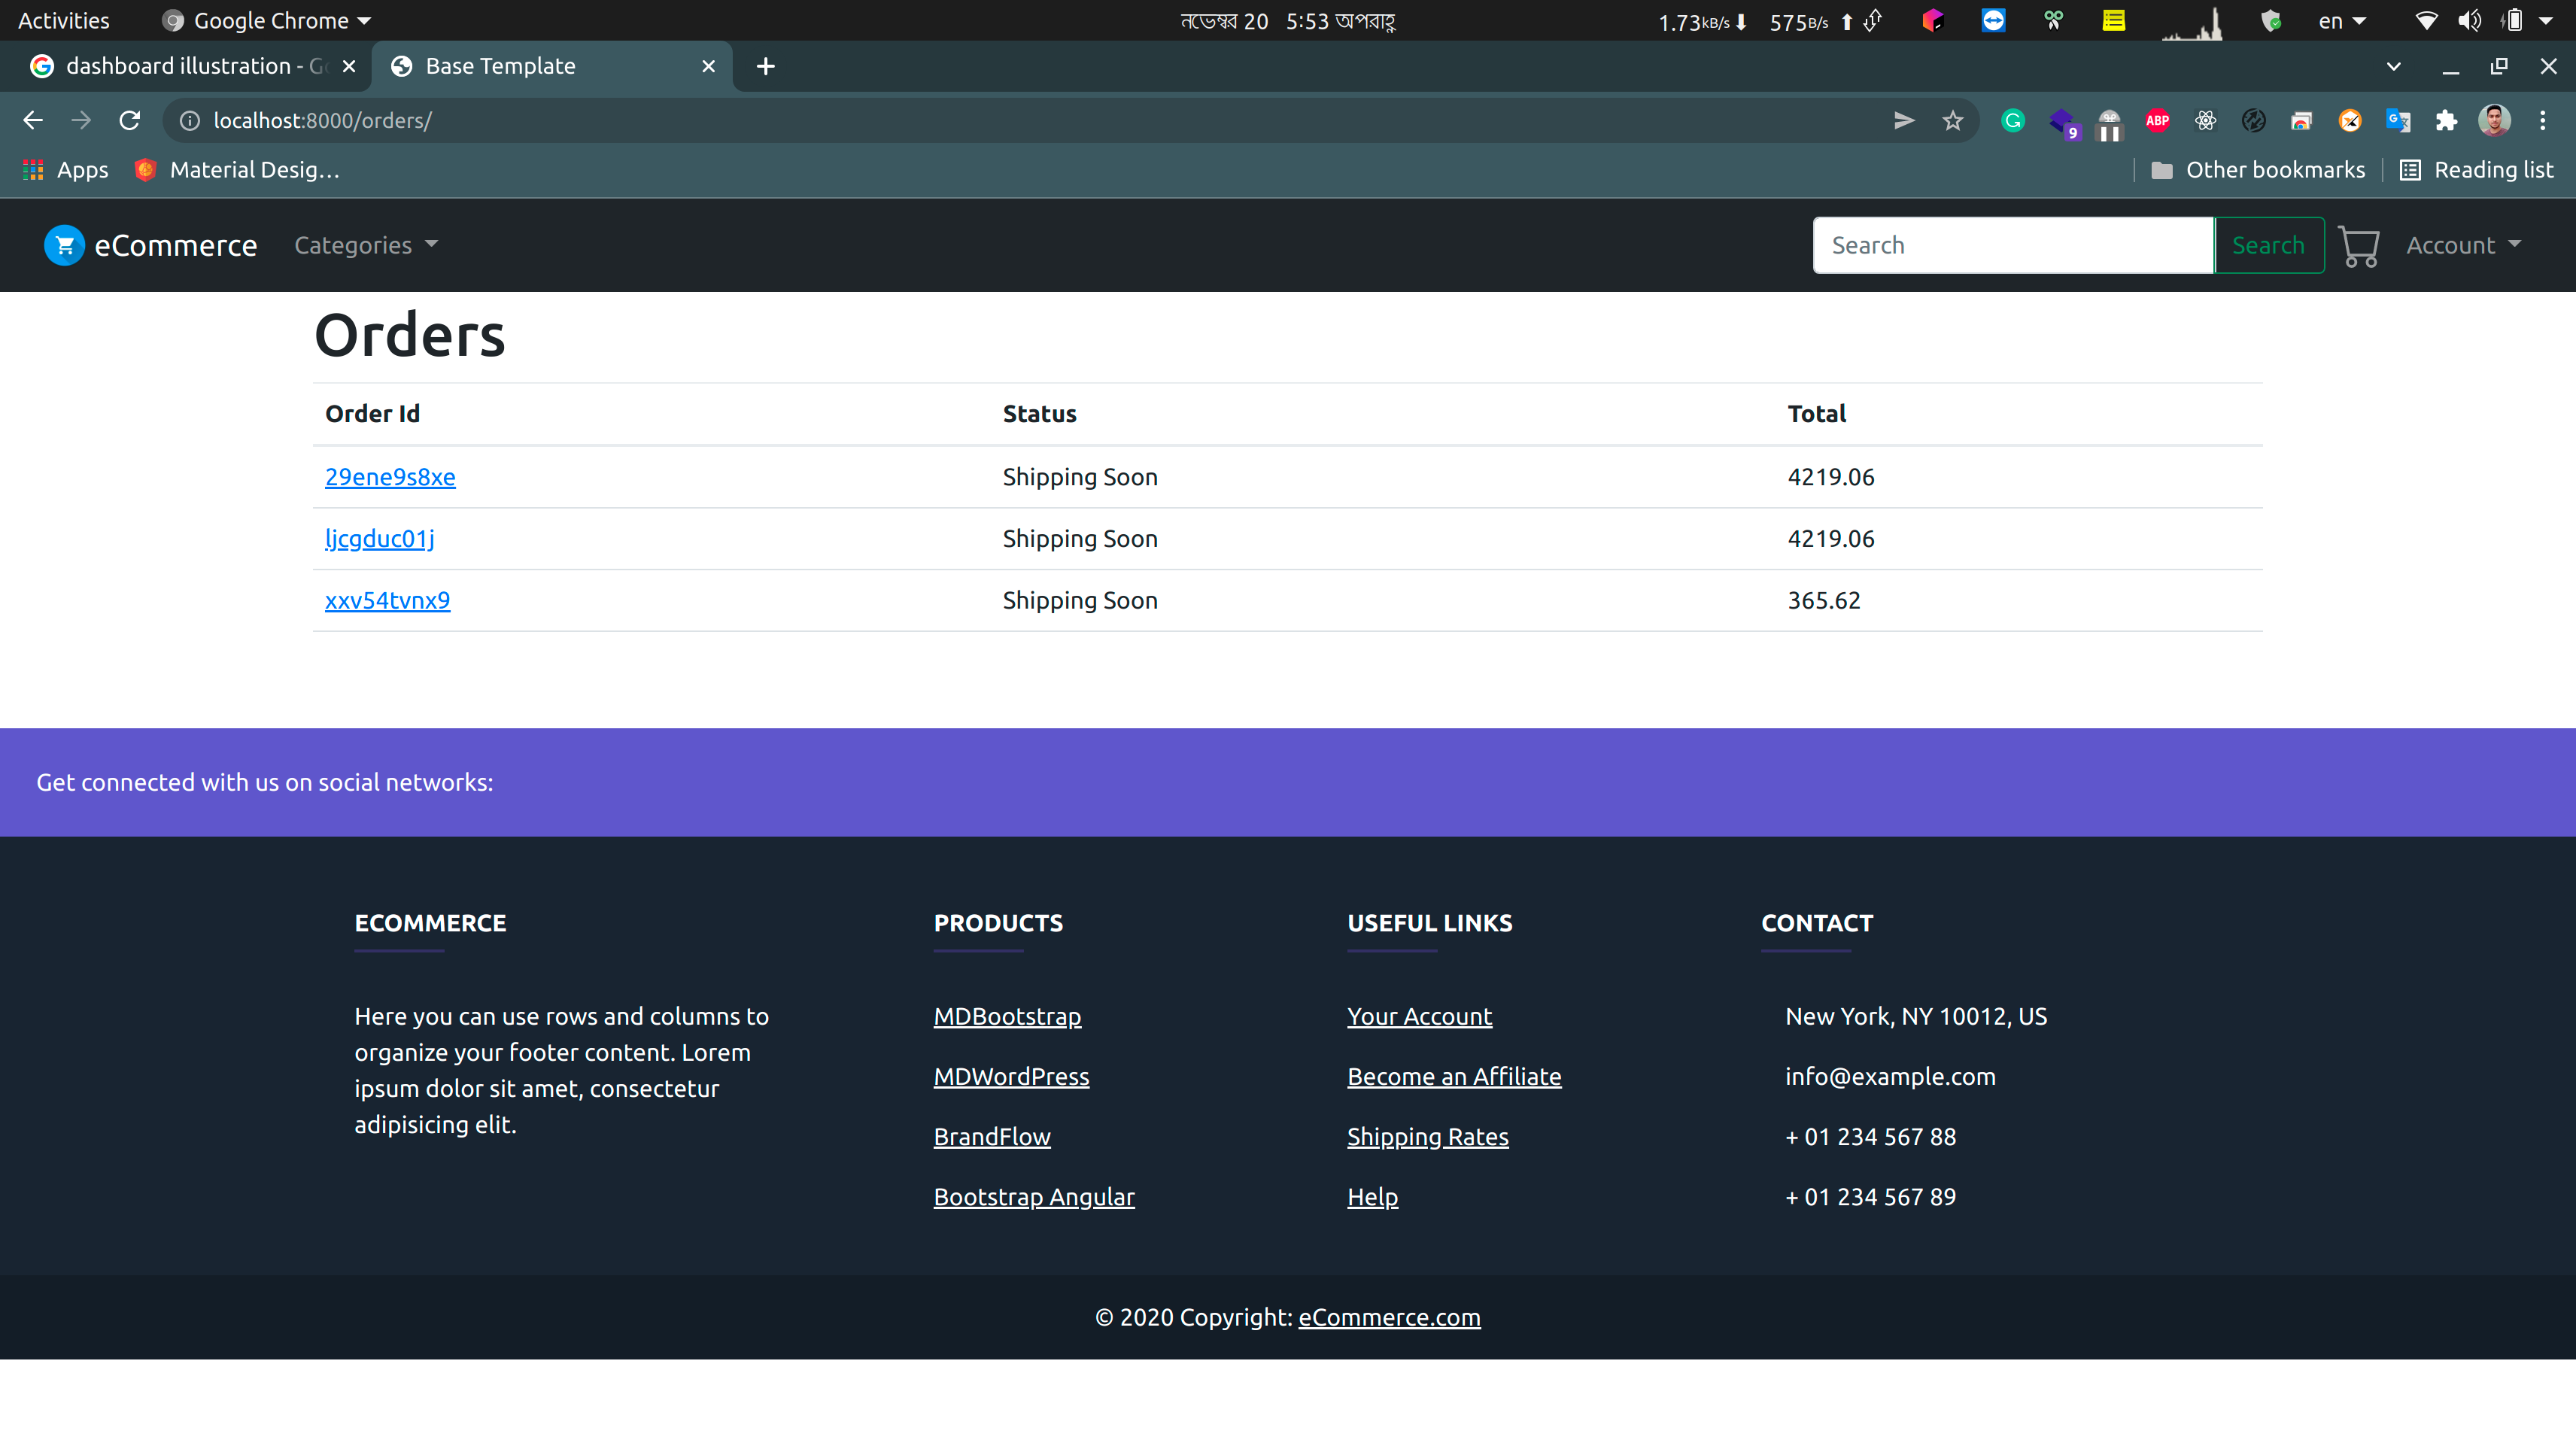 Activities Google Chrome নভেম্বর 20 5:53 অপরাহ্ণ 1.73kB/s 575B/s en
dashboard illustration - Go Base Template
localhost:8000/orders/ 9 ABP
Apps Material Desig... Other bookmarks Reading list
eCommerce Categories Search Search Account
Orders
Order Id Status Total
29ene9s8xe Shipping Soon 4219.06
ljcgduc01j Shipping Soon 4219.06
xxv54tvnx9 Shipping Soon 365.62
Get connected with us on social networks:
ECOMMERCE
Here you can use rows and columns to
organize your footer content. Lorem
ipsum dolor sit amet, consectetur
adipisicing elit.
PRODUCTS
MDBootstrap
MDWordPress
BrandFlow
Bootstrap Angular
USEFUL LINKS
Your Account
Become an Affiliate
Shipping Rates
Help
CONTACT
New York, NY 10012, US
info@example.com
+ 01 234 567 88
+ 01 234 567 89
© 2020 Copyright: eCommerce.com